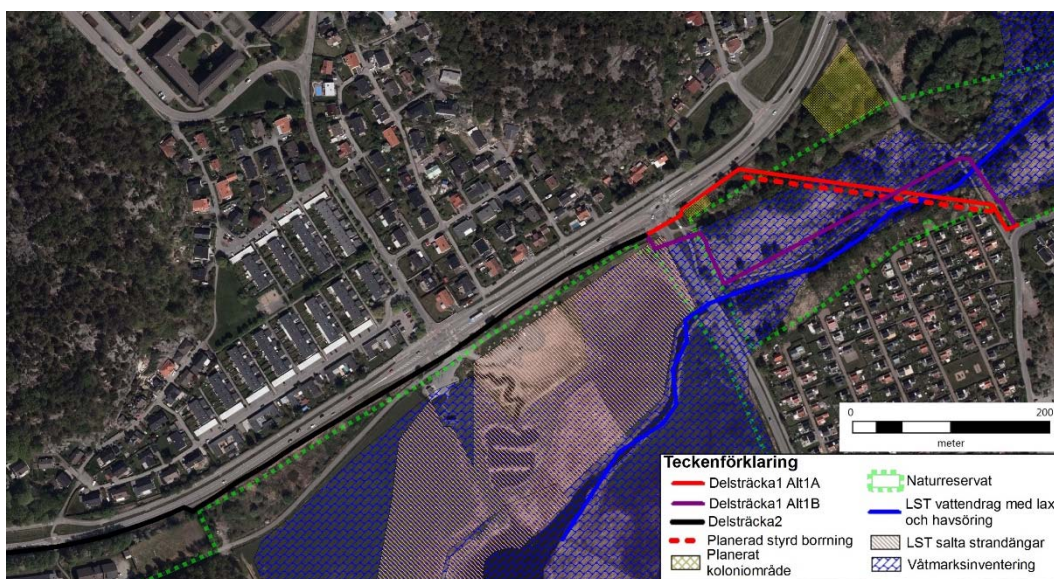 0 200
meter
Teckenförklaring
Delsträcka1 Alt1A
Delsträcka1 Alt1B
Delsträcka2
Planerad styrd borrning
Planerat
koloniområde
Naturreservat
LST vattendrag med lax
och havsöring
LST salta strandängar
Våtmarksinventering